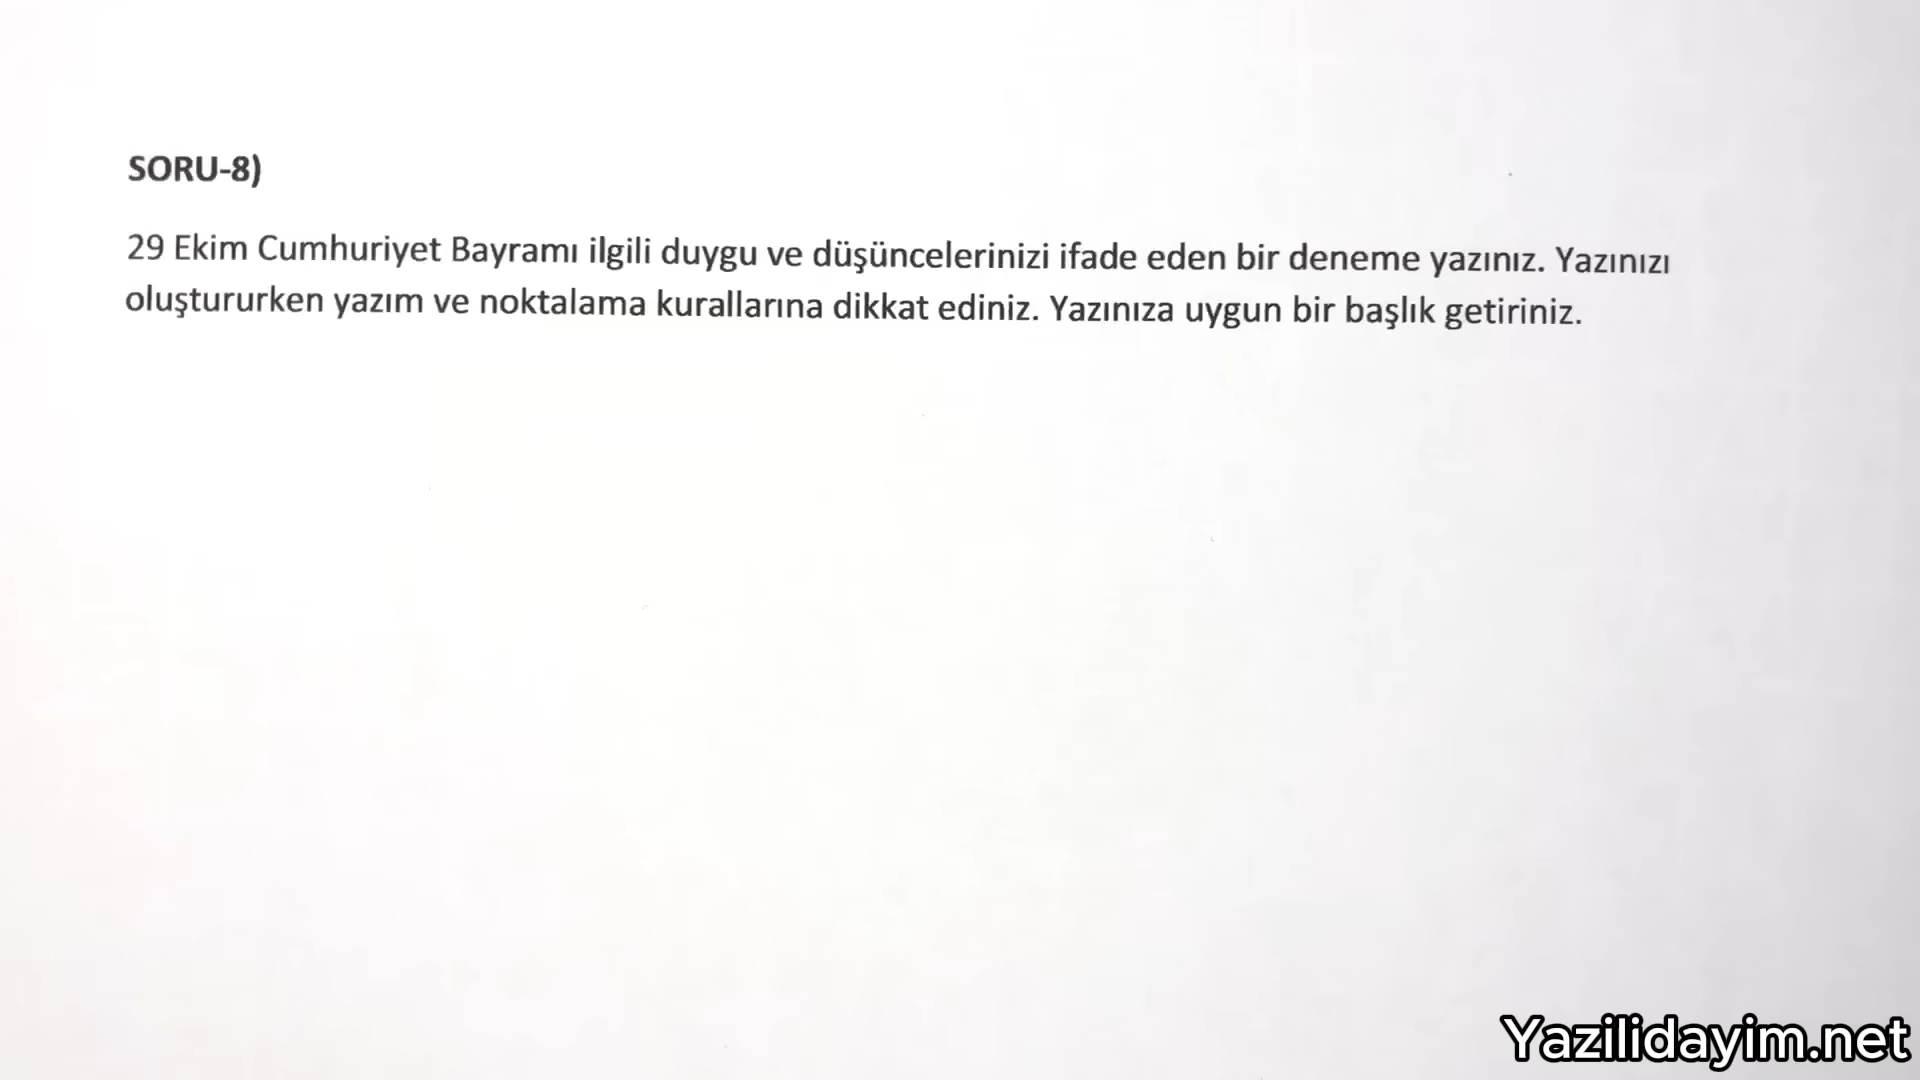 SORU-8)
29 Ekim Cumhuriyet Bayramı ilgili duygu ve düşüncelerinizi ifade eden bir deneme yazınız. Yazınızı
oluştururken yazım ve noktalama kurallarına dikkat ediniz. Yazınıza uygun bir başlık getiriniz.
Yazilidayim.net